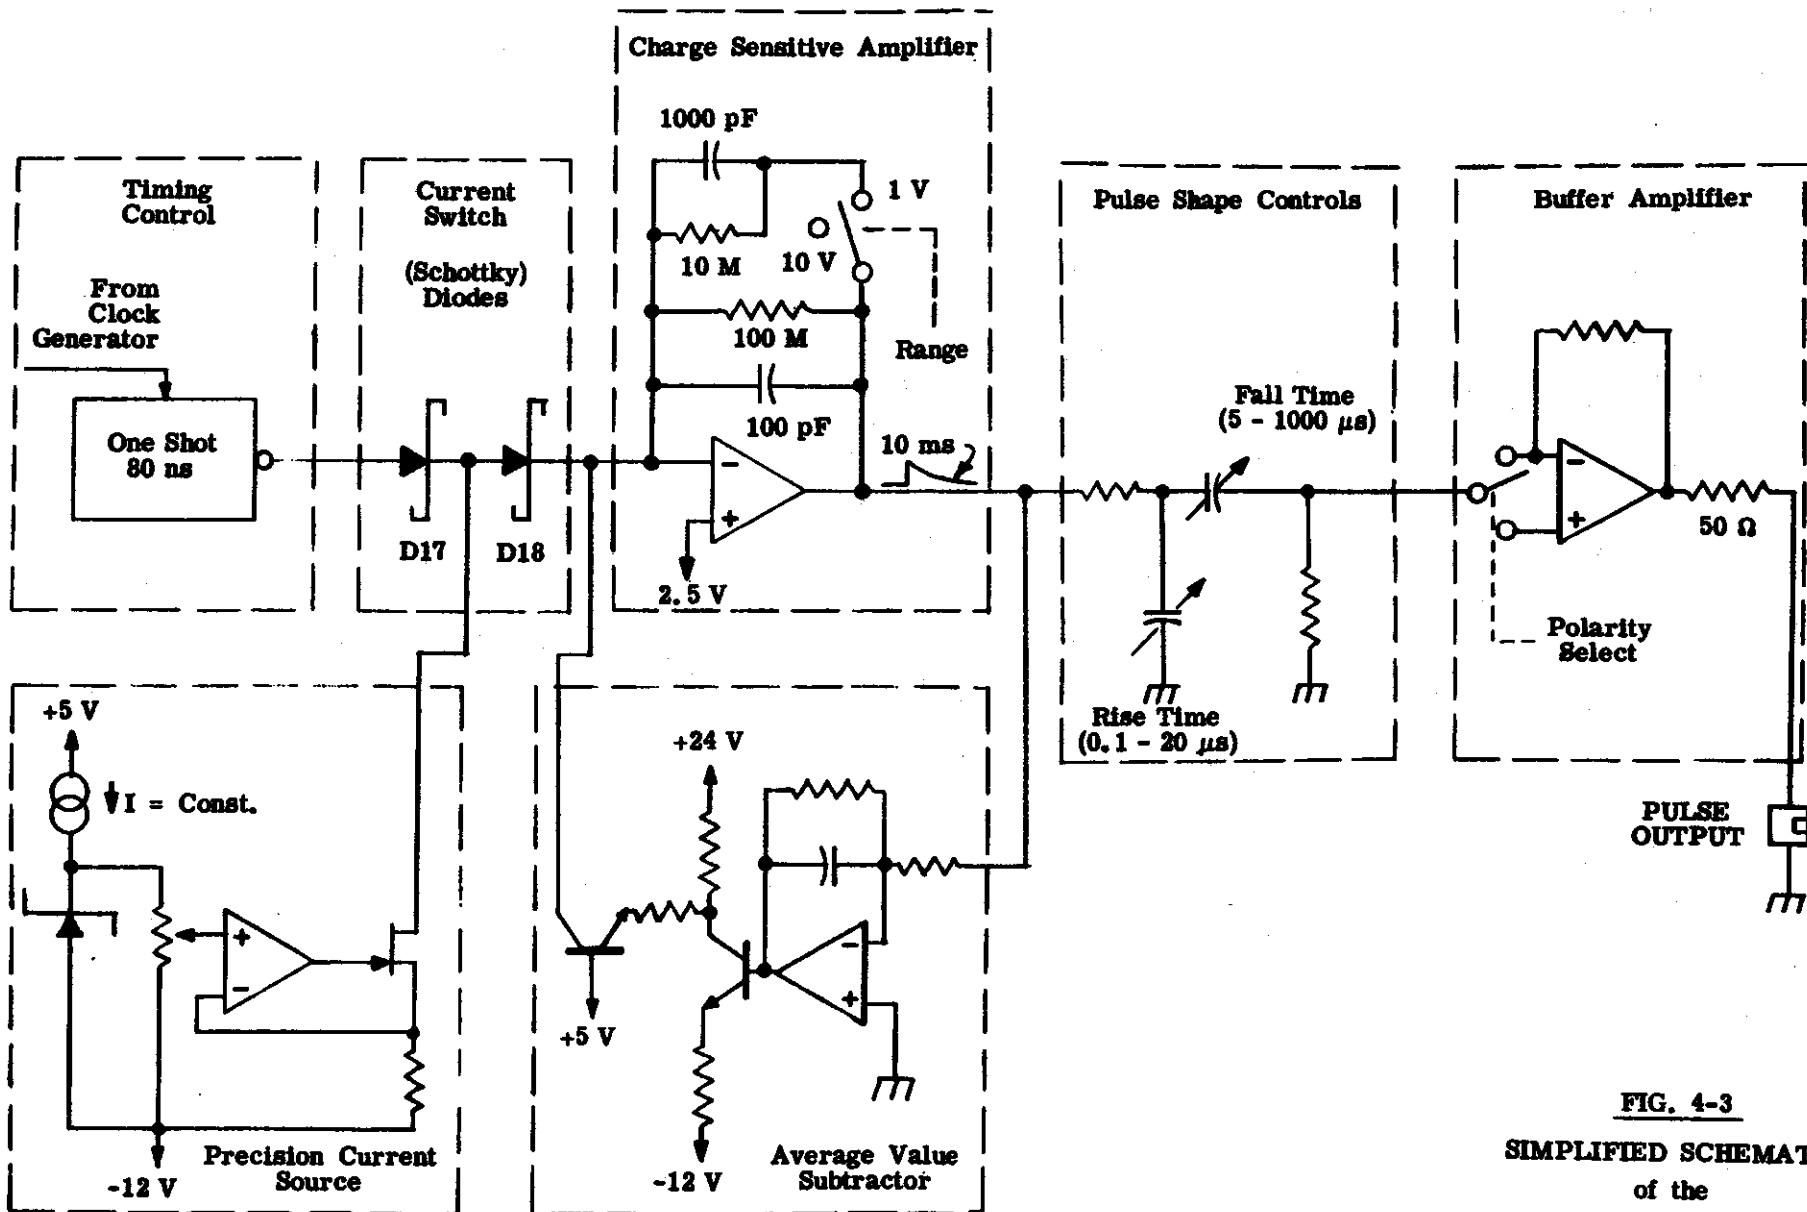 Charge Sensitive Amplifier
1000 pF
1 V
10 M
10 V
100 M
Range
100 pF
10 ms
2.5 V
Timing
Control
From
Clock
Generator
One Shot
80 ns
Current
Switch
(Schottky)
Diodes
D17
D18
Pulse Shape Controls
Fall Time
(5 - 1000 µs)
Rise Time
(0.1 - 20 µs)
Buffer Amplifier
50 Ω
Polarity
Select
PULSE
OUTPUT
+5 V
I = Const.
-12 V
Precision Current
Source
+24 V
+5 V
-12 V
Average Value
Subtractor
FIG. 4-3
SIMPLIFIED SCHEMAT
of the